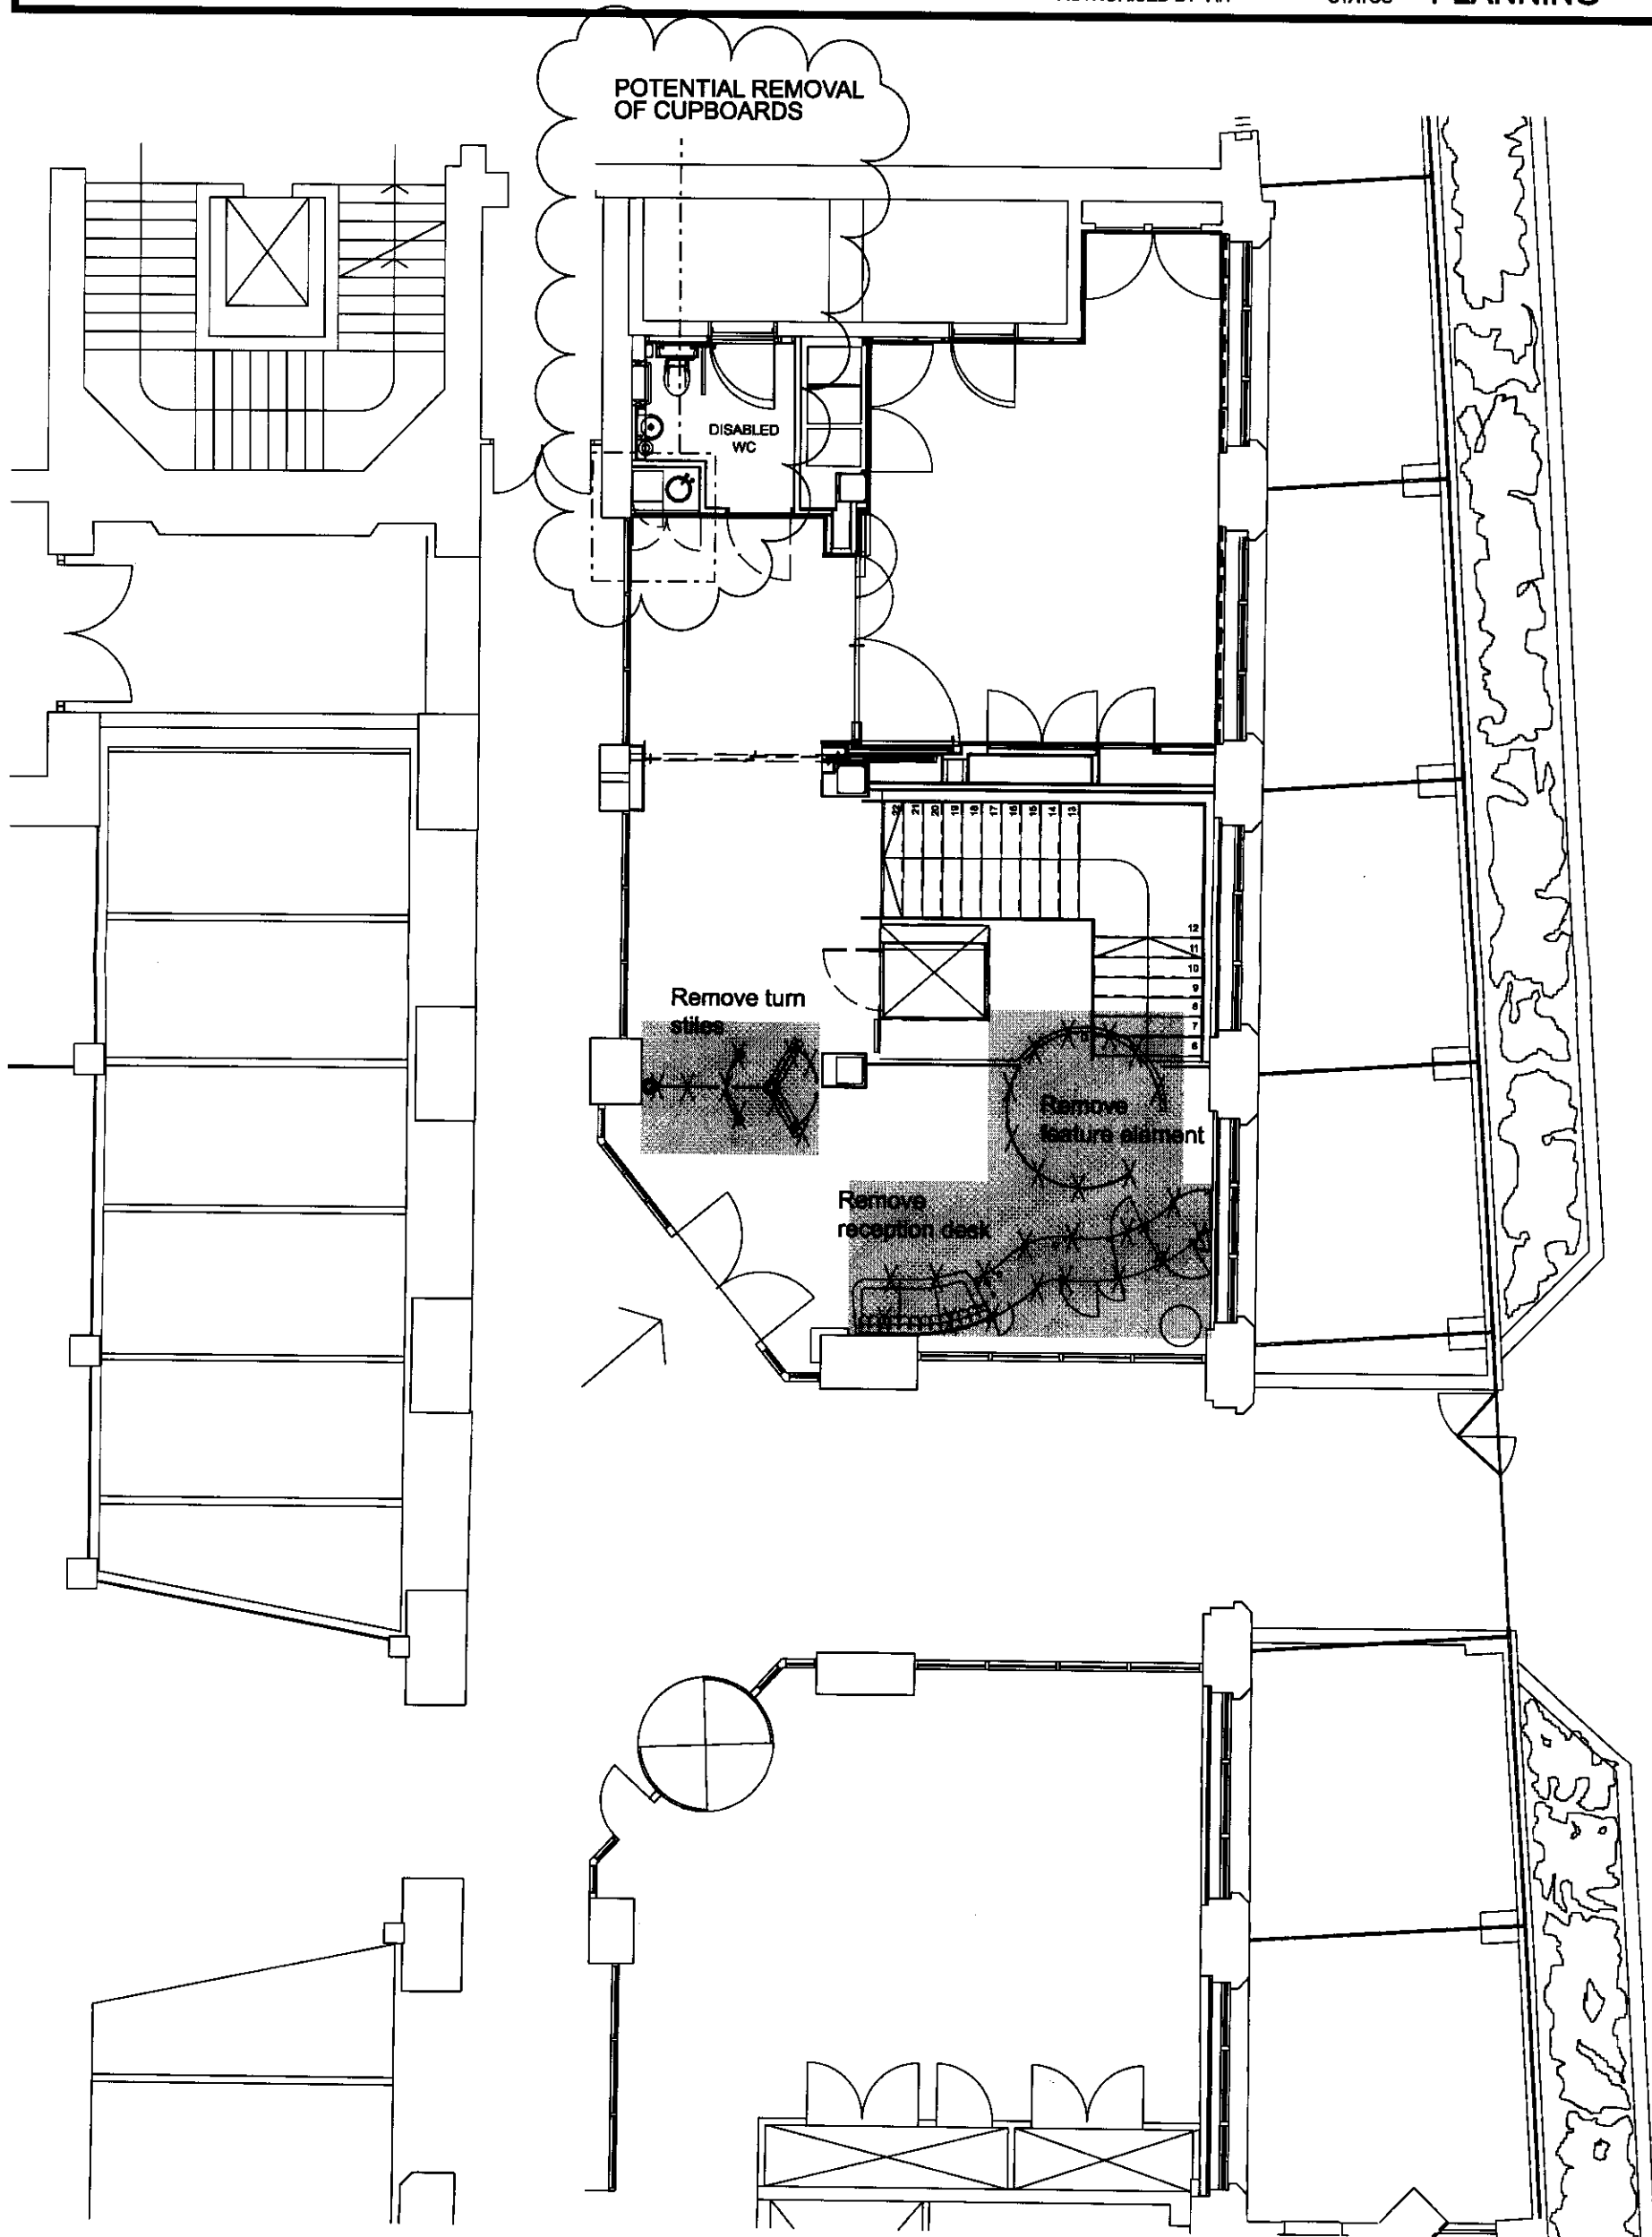 PLANNING
POTENTIAL REMOVAL
OF CUPBOARDS
DISABLED
WC
22 21 20 19 18 17 16 15 14 13
12
11
10
9
8
7
6
Remove turn
stiles
Remove
feature element
Remove
reception desk